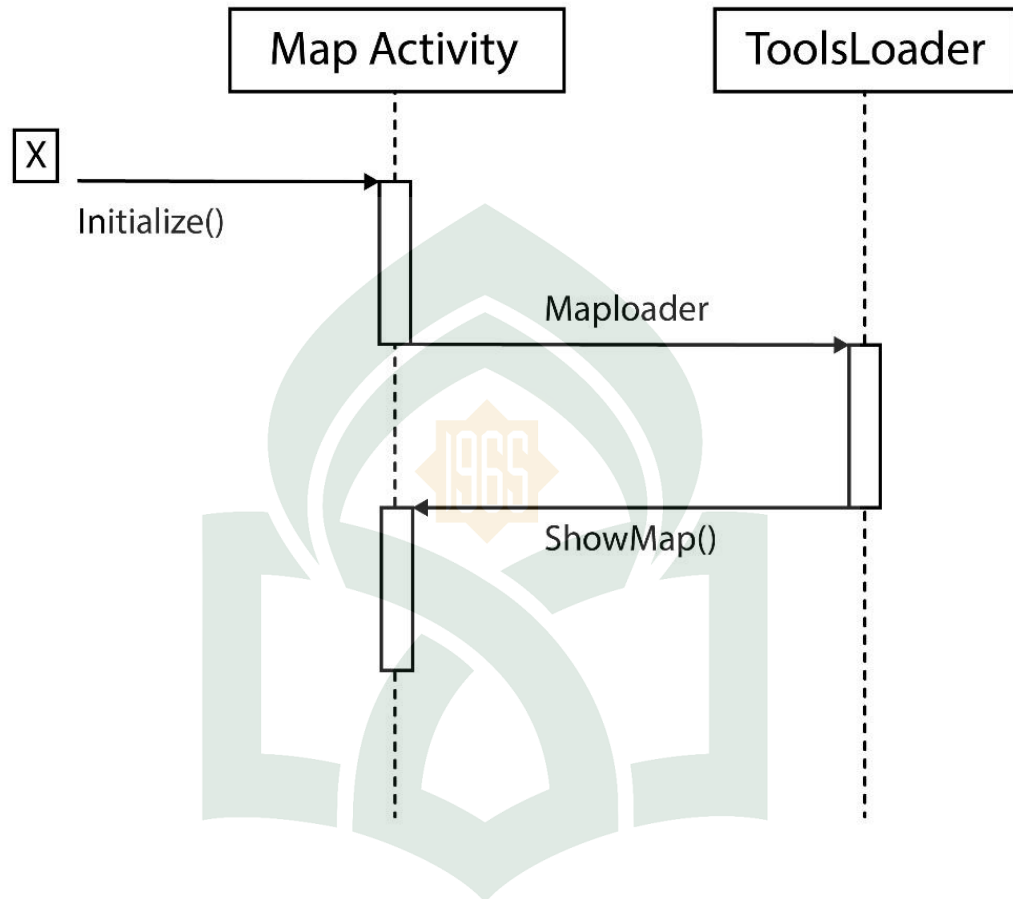 Map Activity
ToolsLoader
X
Initialize()
Maploader
1965
ShowMap()